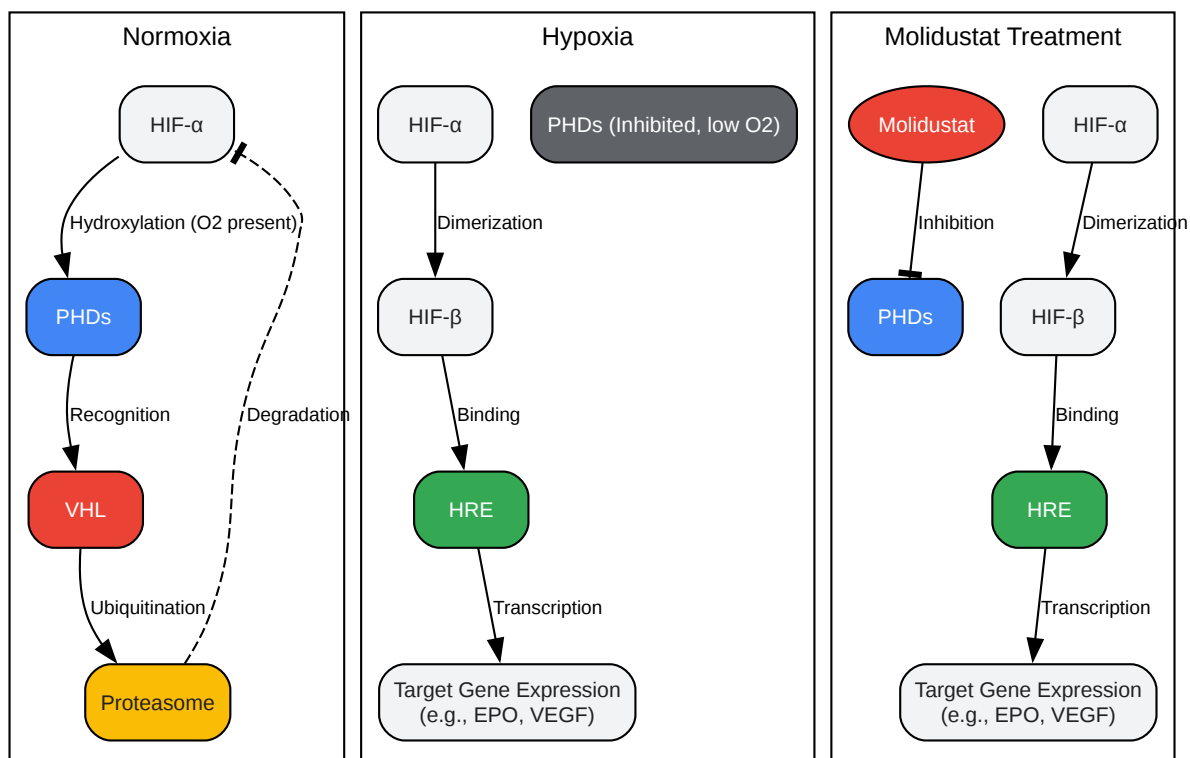 Normoxia
HIF-α
Hydroxylation (O2 present)
PHDs
Recognition
Degradation
VHL
Ubiquitination
Proteasome
Hypoxia
HIF-α
PHDs (Inhibited, low O2)
Dimerization
HIF-β
Binding
HRE
Transcription
Target Gene Expression
(e.g., EPO, VEGF)
Molidustat Treatment
Molidustat
HIF-α
Inhibition
Dimerization
PHDs
HIF-β
Binding
HRE
Transcription
Target Gene Expression
(e.g., EPO, VEGF)